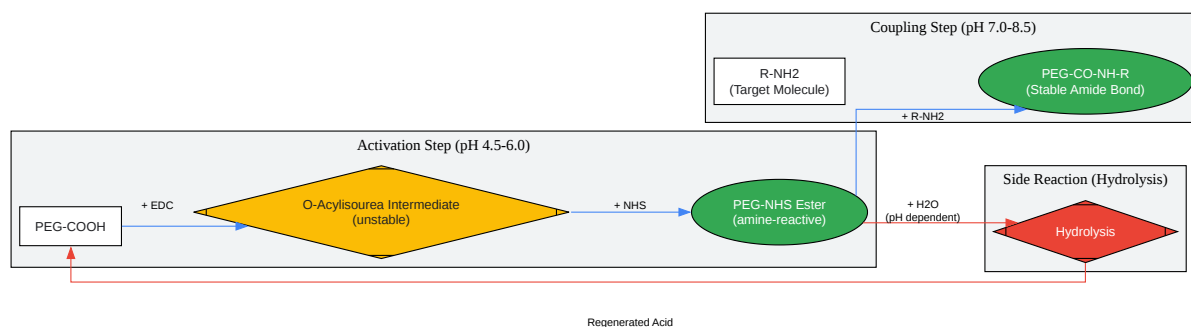 Coupling Step (pH 7.0-8.5)
R-NH2
(Target Molecule)
PEG-CO-NH-R
(Stable Amide Bond)
+ R-NH2
Activation Step (pH 4.5-6.0)
PEG-COOH
+ EDC
O-Acylisourea Intermediate
(unstable)
+ NHS
PEG-NHS Ester
(amine-reactive)
+ H2O
(pH dependent)
Side Reaction (Hydrolysis)
Hydrolysis
Regenerated Acid